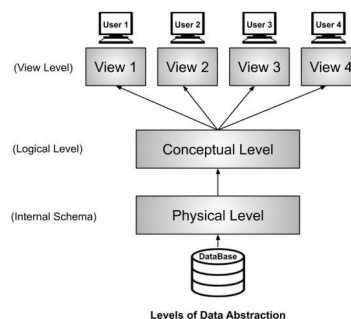 User 1 User 2 User 3 User 4
(View Level) View 1 View 2 View 3 View 4
(Logical Level) Conceptual Level
(Internal Schema) Physical Level
DataBase
Levels of Data Abstraction